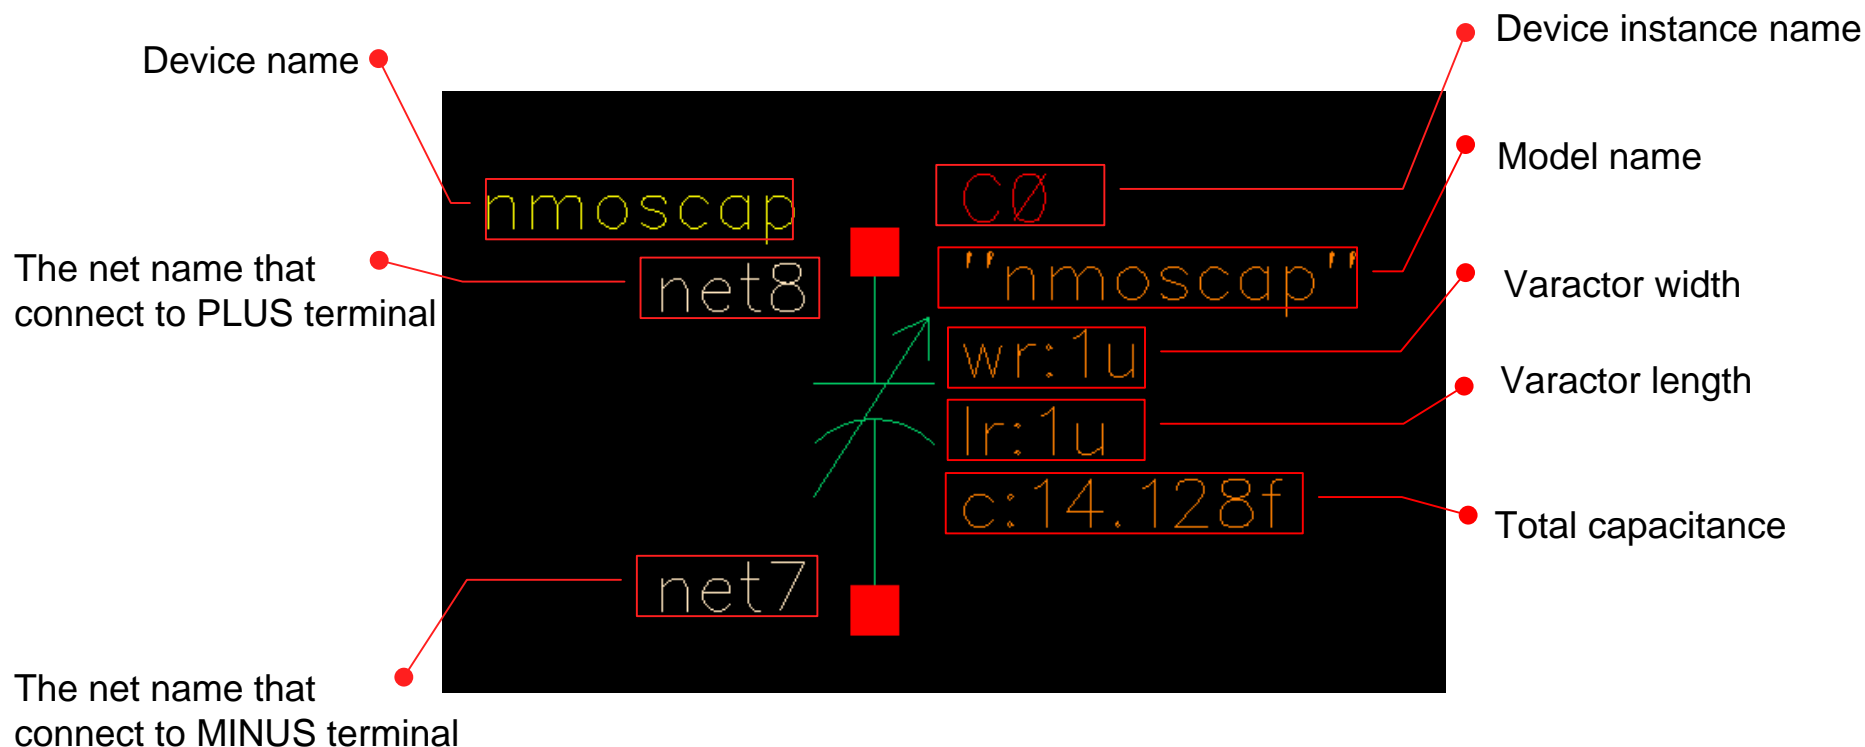 Device name
Device instance name
Model name
nmoscap
C0
The net name that
connect to PLUS terminal
net8
"nmoscap"
Varactor width
wr:1u
Varactor length
lr:1u
c:14.128f
Total capacitance
net7
The net name that
connect to MINUS terminal